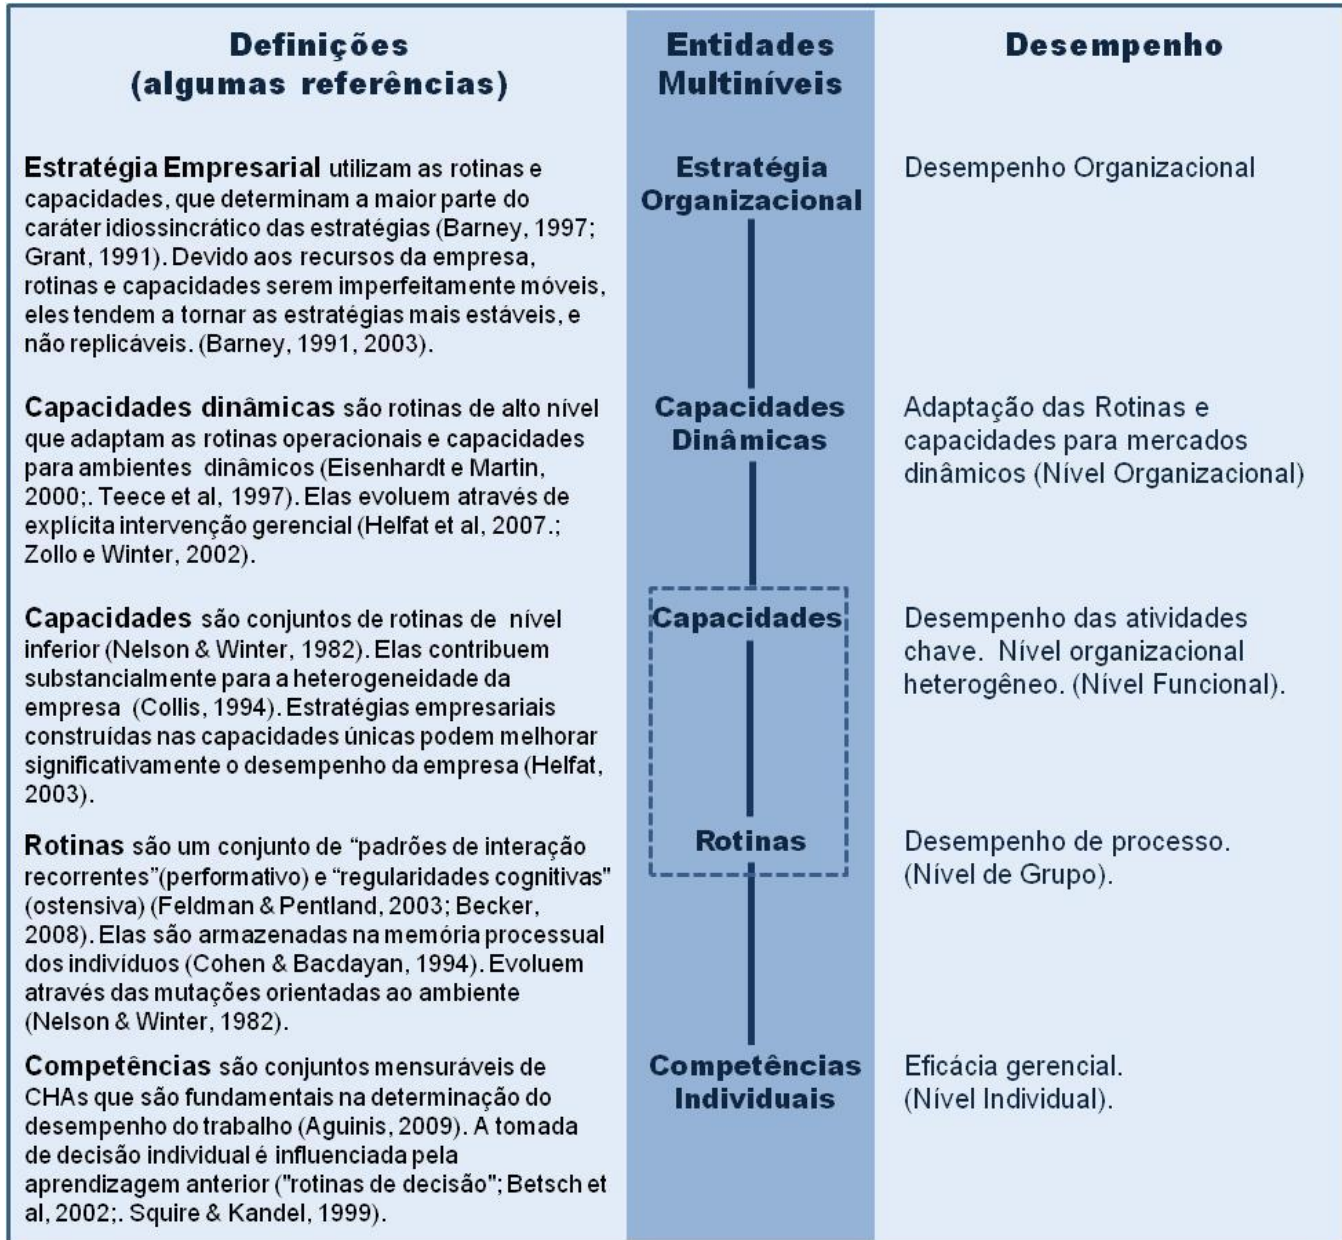 Definições
(algumas referências)
Entidades
Multiníveis
Desempenho
Estratégia Empresarial utilizam as rotinas e
capacidades, que determinam a maior parte do
caráter idiossincrático das estratégias (Barney, 1997;
Grant, 1991). Devido aos recursos da empresa,
rotinas e capacidades serem imperfeitamente móveis,
eles tendem a tornar as estratégias mais estáveis, e
não replicáveis. (Barney, 1991, 2003).
Estratégia
Organizacional
Desempenho Organizacional
Capacidades dinâmicas são rotinas de alto nível
que adaptam as rotinas operacionais e capacidades
para ambientes dinâmicos (Eisenhardt e Martin,
2000;. Teece et al, 1997). Elas evoluem através de
explícita intervenção gerencial (Helfat et al, 2007.;
Zollo e Winter, 2002).
Capacidades
Dinâmicas
Adaptação das Rotinas e
capacidades para mercados
dinâmicos (Nível Organizacional)
Capacidades são conjuntos de rotinas de nível
inferior (Nelson & Winter, 1982). Elas contribuem
substancialmente para a heterogeneidade da
empresa (Collis, 1994). Estratégias empresariais
construídas nas capacidades únicas podem melhorar
significativamente o desempenho da empresa (Helfat,
2003).
Capacidades
Desempenho das atividades
chave. Nível organizacional
heterogêneo. (Nível Funcional).
Rotinas são um conjunto de “padrões de interação
recorrentes”(performativo) e “regularidades cognitivas"
(ostensiva) (Feldman & Pentland, 2003; Becker,
2008). Elas são armazenadas na memória processual
dos indivíduos (Cohen & Bacdayan, 1994). Evoluem
através das mutações orientadas ao ambiente
(Nelson & Winter, 1982).
Rotinas
Desempenho de processo.
(Nível de Grupo).
Competências são conjuntos mensuráveis de
CHAs que são fundamentais na determinação do
desempenho do trabalho (Aguinis, 2009). A tomada
de decisão individual é influenciada pela
aprendizagem anterior ("rotinas de decisão"; Betsch et
al, 2002;. Squire & Kandel, 1999).
Competências
Individuais
Eficácia gerencial.
(Nível Individual).